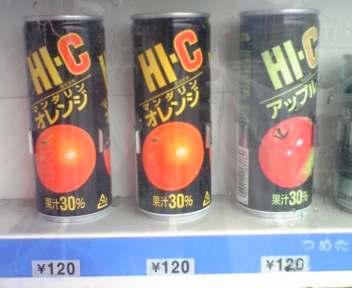 HI-C
マンダリン
オレンジ
果汁30%
HI-C
マンダリン
オレンジ
果汁30%
HI-C
アップル
果汁30%
つめた
¥120
¥120
¥120